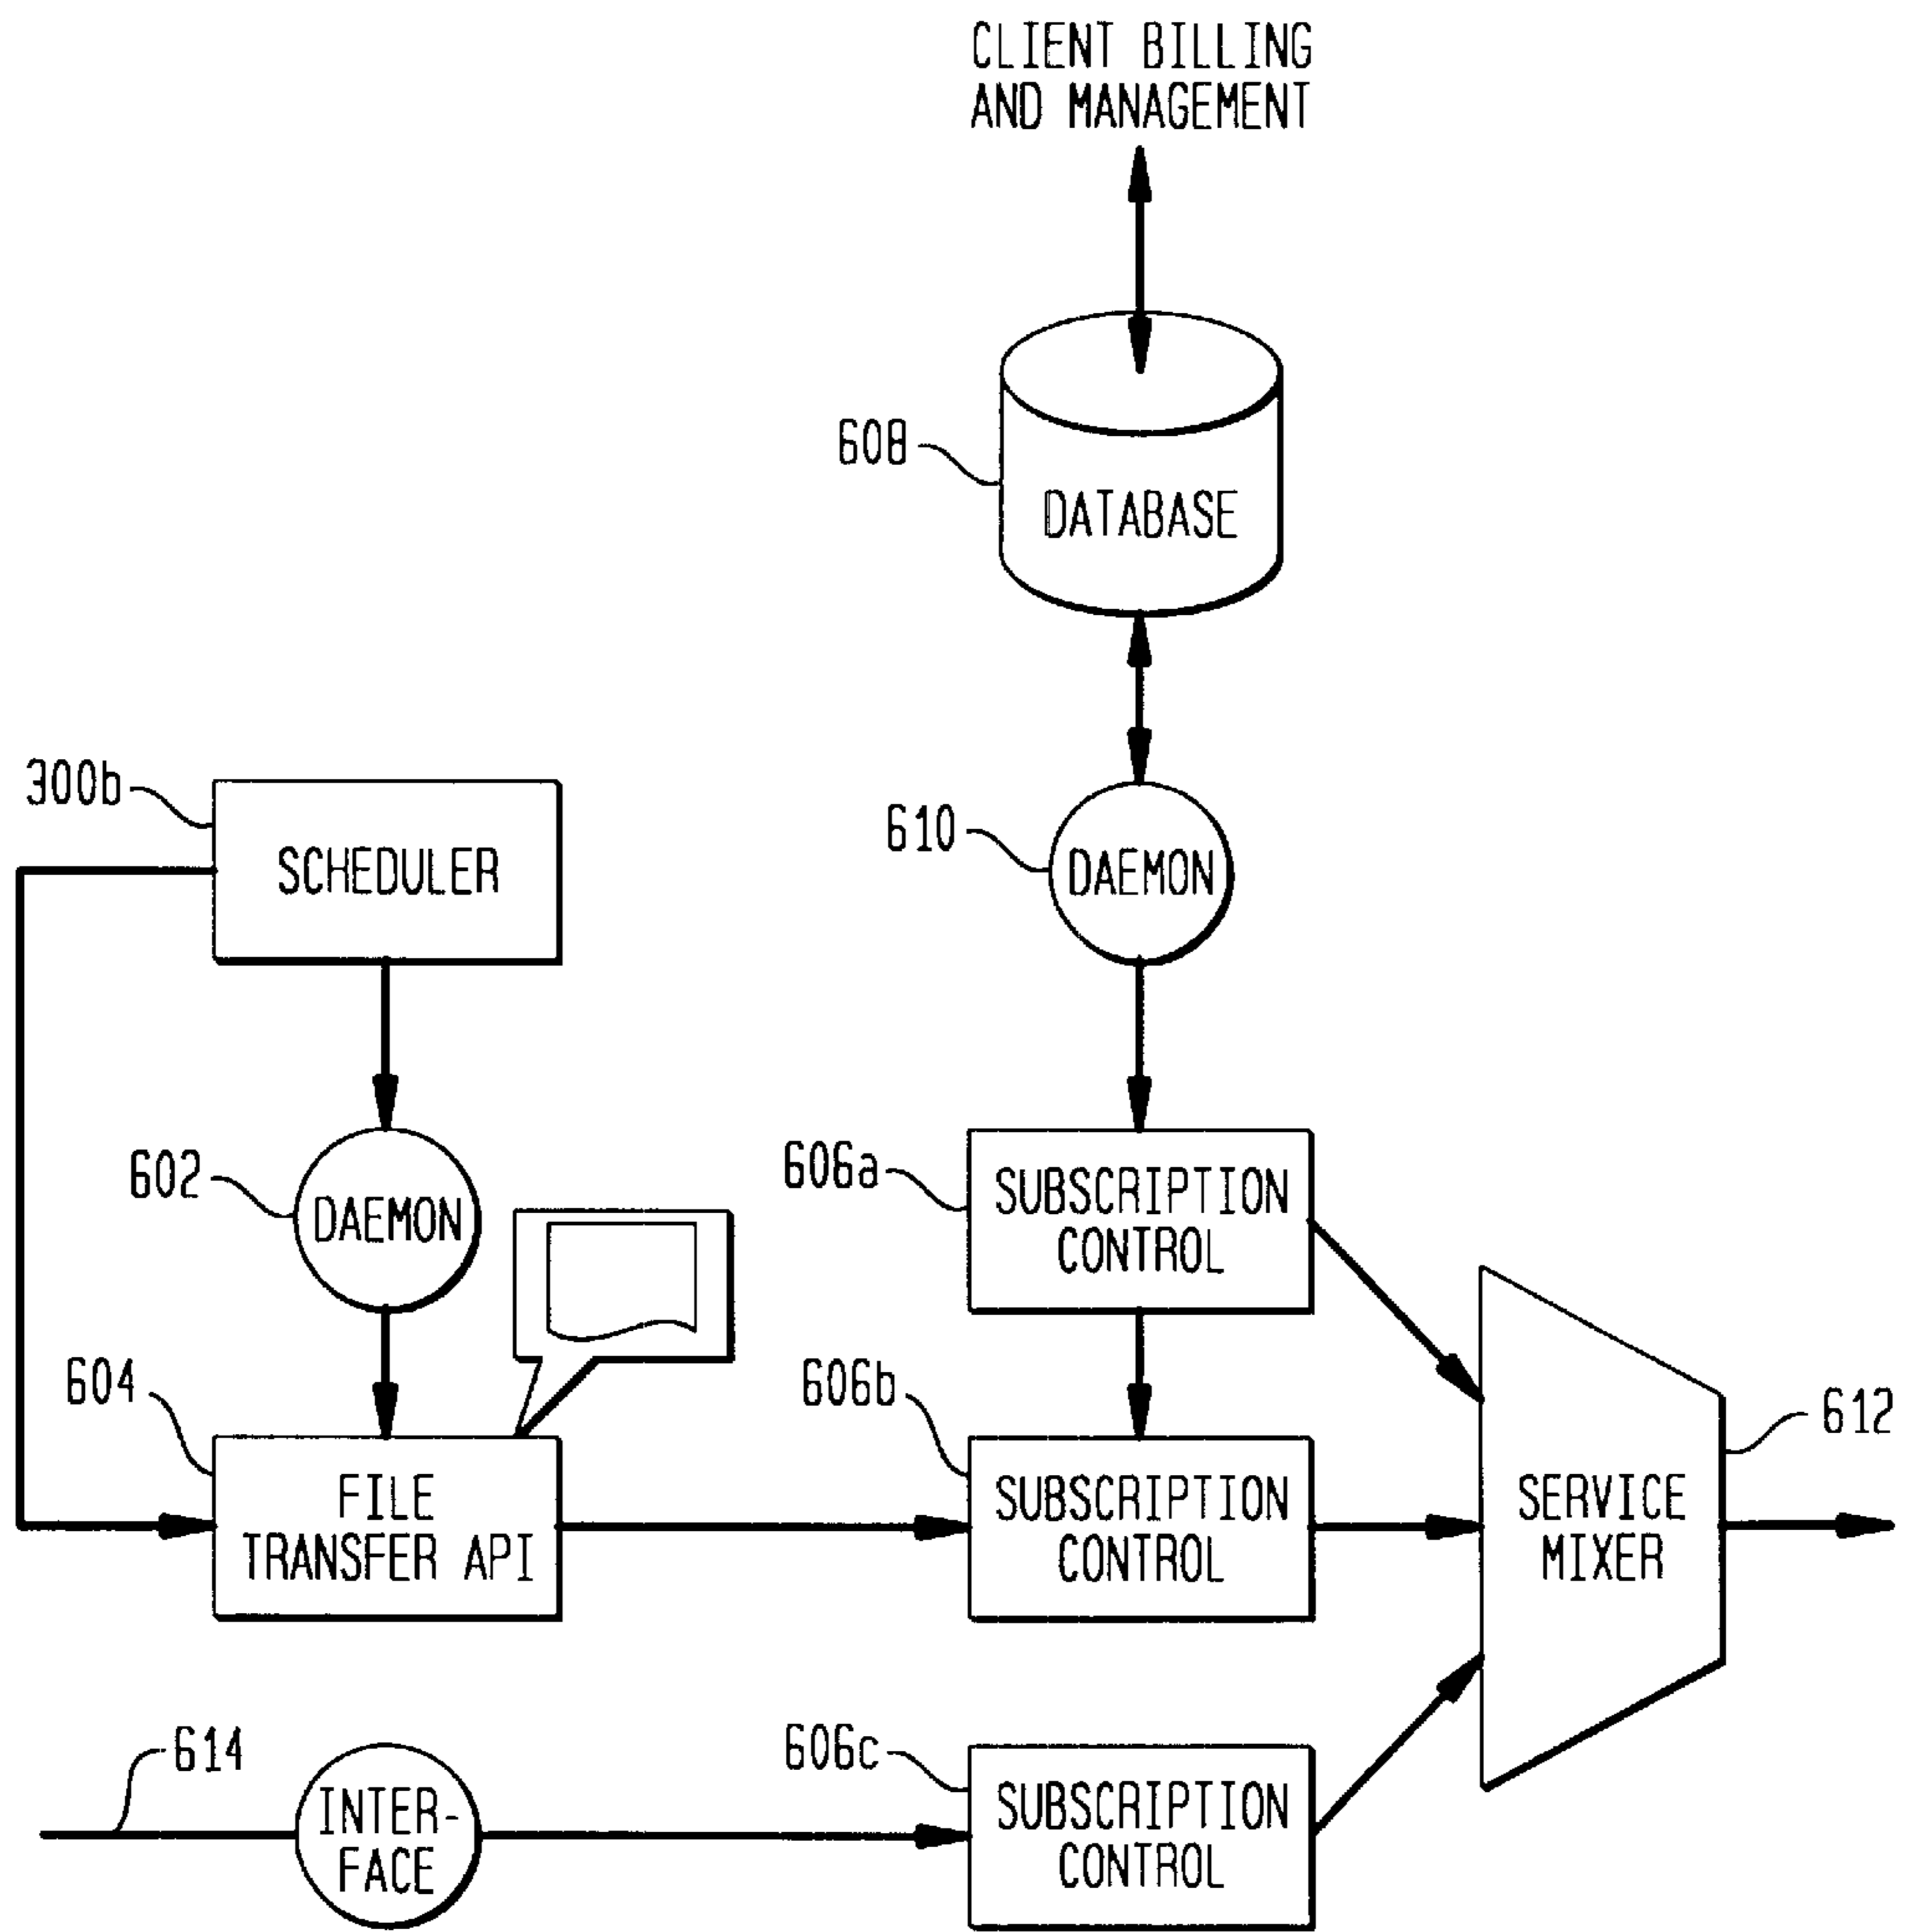 CLIENT BILLING
AND MANAGEMENT
608
DATABASE
300b
SCHEDULER
610
DAEMON
602
DAEMON
606a
SUBSCRIPTION
CONTROL
604
FILE
TRANSFER API
606b
SUBSCRIPTION
CONTROL
612
SERVICE
MIXER
614
INTER-
FACE
606c
SUBSCRIPTION
CONTROL